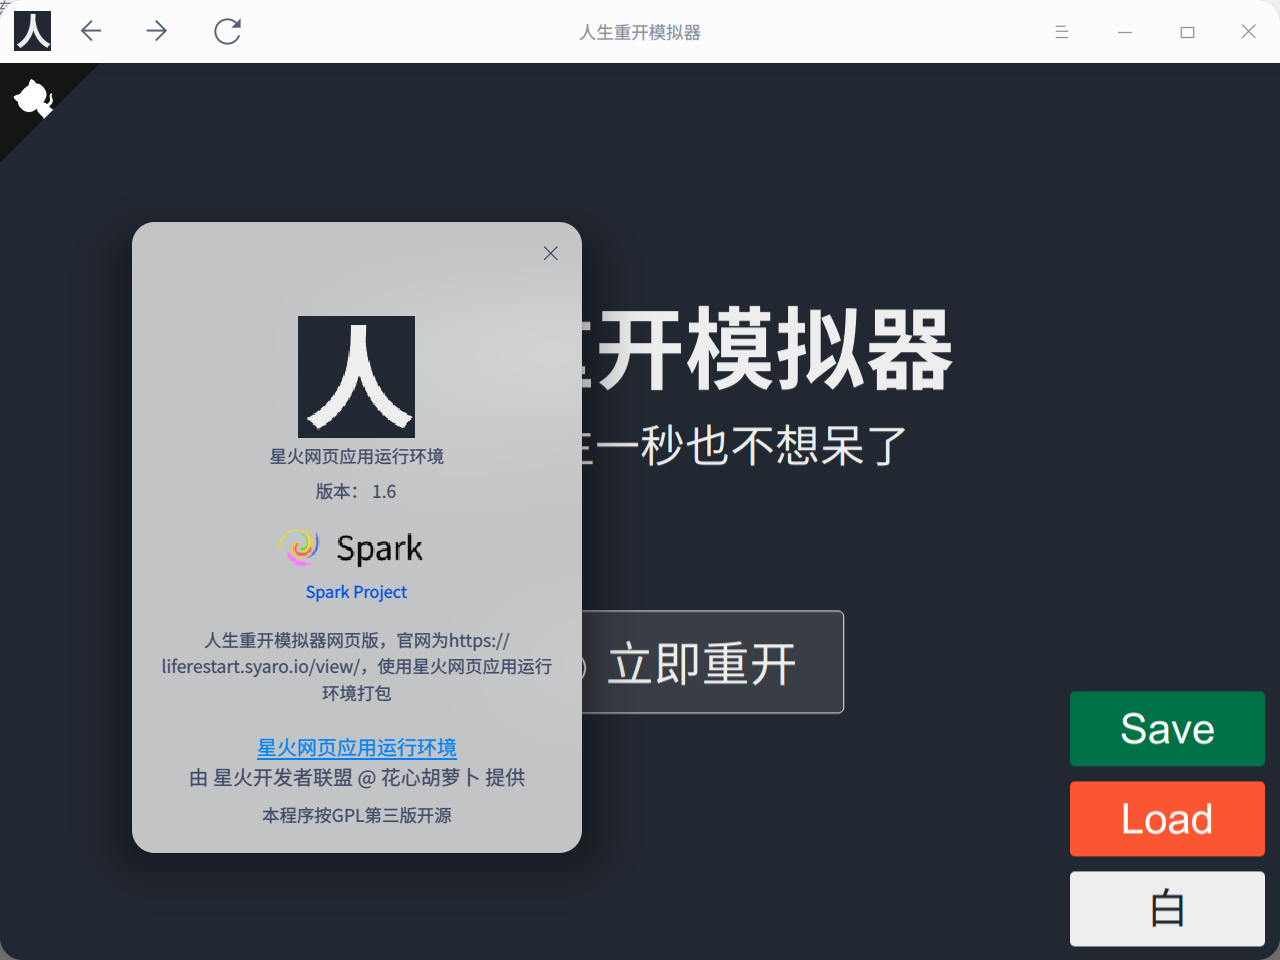 人
人生重开模拟器
开模拟器
一秒也不想呆了
人
星火网页应用运行环境
版本： 1.6
Spark
Spark Project
人生重开模拟器网页版，官网为https://
liferestart.syaro.io/view/，使用星火网页应用运行
环境打包
立即重开
星火网页应用运行环境
由 星火开发者联盟 @ 花心胡萝卜 提供
本程序按GPL第三版开源
Save
Load
白